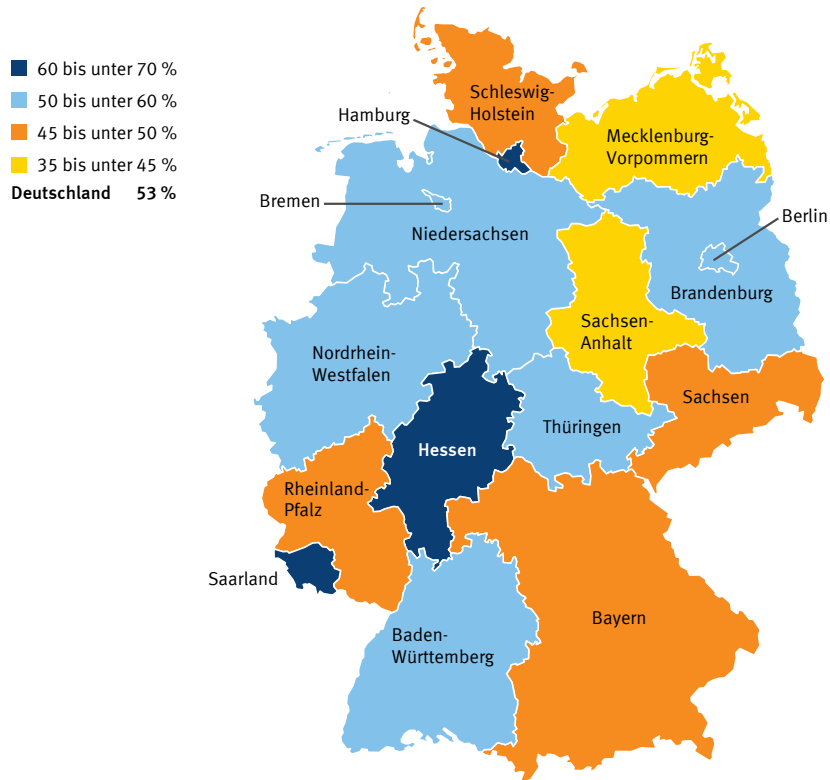 60 bis unter 70 %
50 bis unter 60 %
45 bis unter 50 %
35 bis unter 45 %
Deutschland 53 %
Schleswig-
Holstein
Hamburg
Mecklenburg-
Vorpommern
Bremen
Berlin
Niedersachsen
Brandenburg
Sachsen-
Anhalt
Nordrhein-
Westfalen
Sachsen
Thüringen
Hessen
Rheinland-
Pfalz
Saarland
Bayern
Baden-
Württemberg